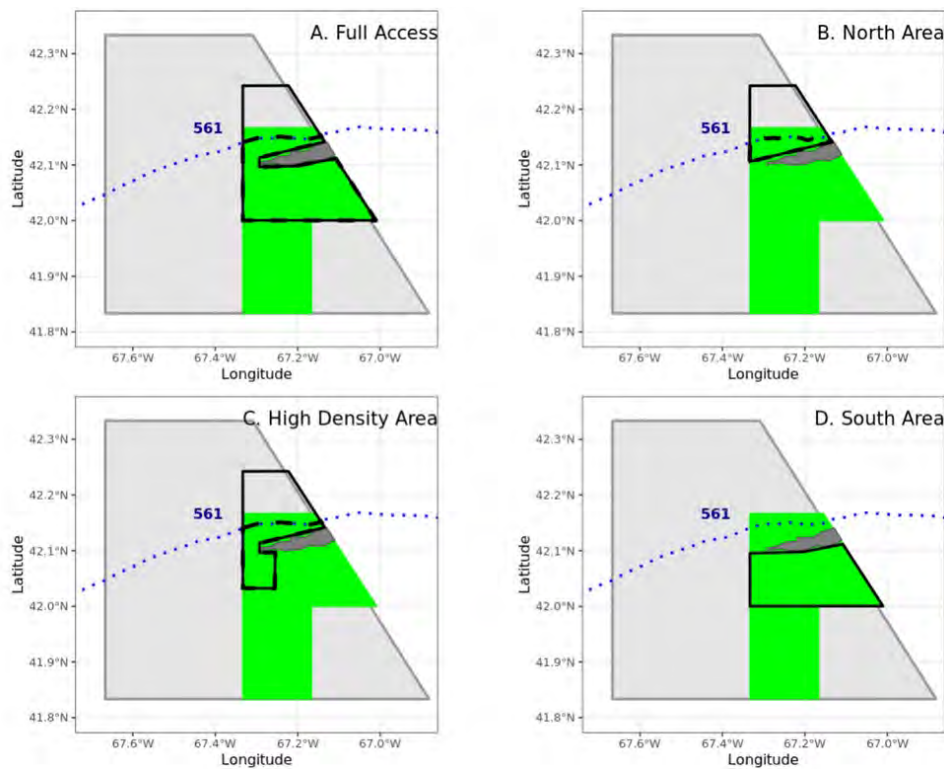 A. Full Access
42.3°N
42.2°N
561
42.1°N
Latitude
42.0°N
41.9°N
41.8°N
67.6°W 67.4°W 67.2°W 67.0°W
Longitude
B. North Area
42.3°N
42.2°N
561
42.1°N
Latitude
42.0°N
41.9°N
41.8°N
67.6°W 67.4°W 67.2°W 67.0°W
Longitude
C. High Density Area
42.3°N
42.2°N
561
42.1°N
Latitude
42.0°N
41.9°N
41.8°N
67.6°W 67.4°W 67.2°W 67.0°W
Longitude
D. South Area
42.3°N
42.2°N
561
42.1°N
Latitude
42.0°N
41.9°N
41.8°N
67.6°W 67.4°W 67.2°W 67.0°W
Longitude